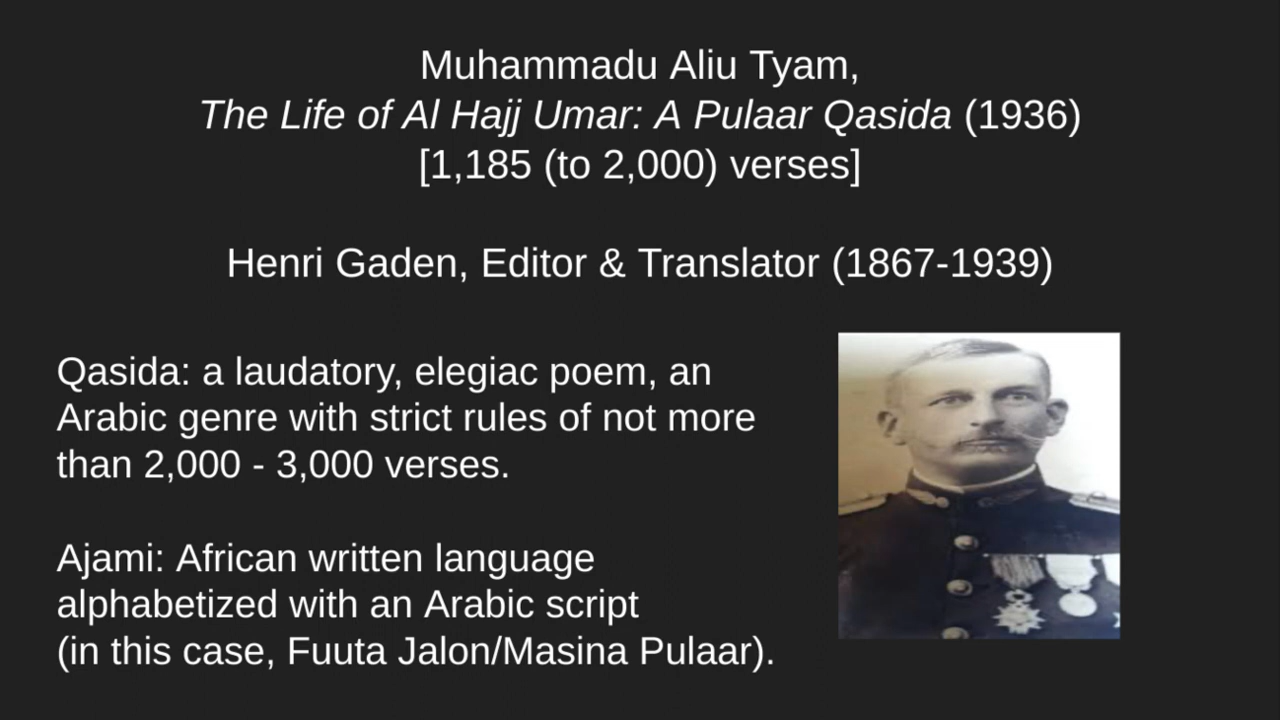 Muhammadu Aliu Tyam,
The Life of Al Hajj Umar: A Pulaar Qasida (1936)
[1,185 (to 2,000) verses]
Henri Gaden, Editor & Translator (1867-1939)
Qasida: a laudatory, elegiac poem, an
Arabic genre with strict rules of not more
than 2,000 - 3,000 verses.
Ajami: African written language
alphabetized with an Arabic script
(in this case, Fuuta Jalon/Masina Pulaar).